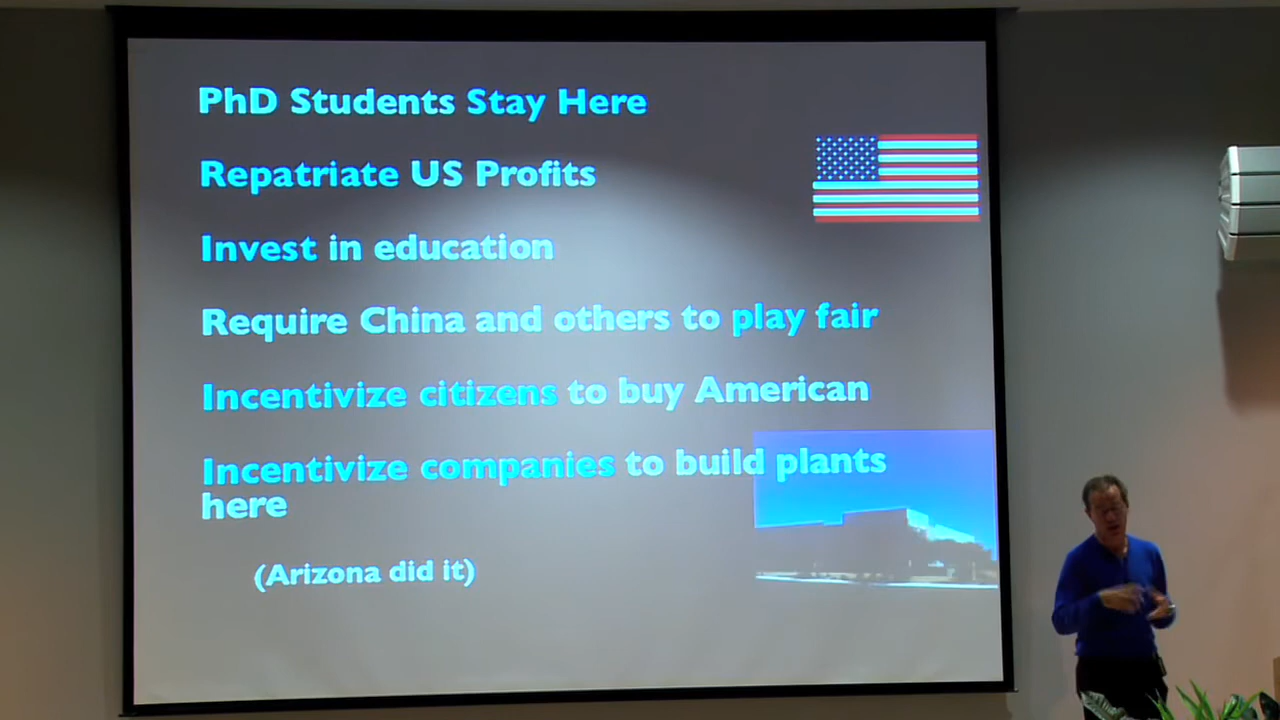 PhD Students Stay Here
Repatriate US Profits
Invest in education
Require China and others to play fair
Incentivize citizens to buy American
Incentivize companies to build plants
here
(Arizona did it)